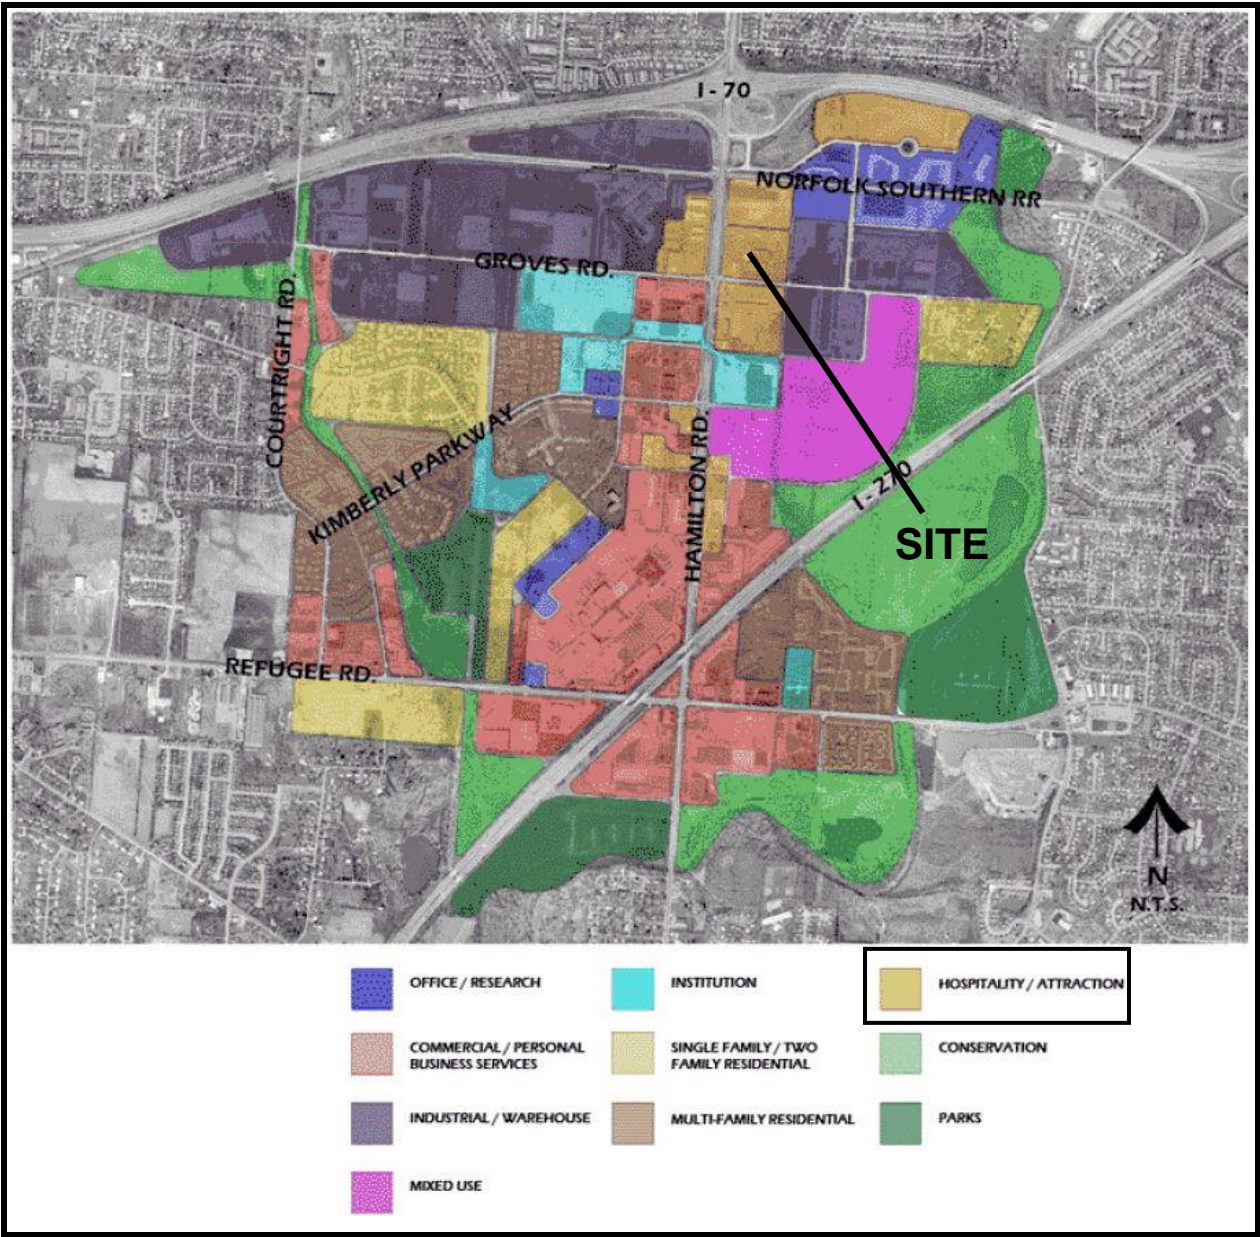 I - 70
NORFOLK SOUTHERN RR
GROVES RD.
COURTRIGHT RD.
KIMBERLY PARKWAY
HAMILTON RD.
I - 270
SITE
REFUGEE RD.
N
N.T.S.
OFFICE / RESEARCH
INSTITUTION
HOSPITALITY / ATTRACTION
COMMERCIAL / PERSONAL
BUSINESS SERVICES
SINGLE FAMILY / TWO
FAMILY RESIDENTIAL
CONSERVATION
INDUSTRIAL / WAREHOUSE
MULTI-FAMILY RESIDENTIAL
PARKS
MIXED USE